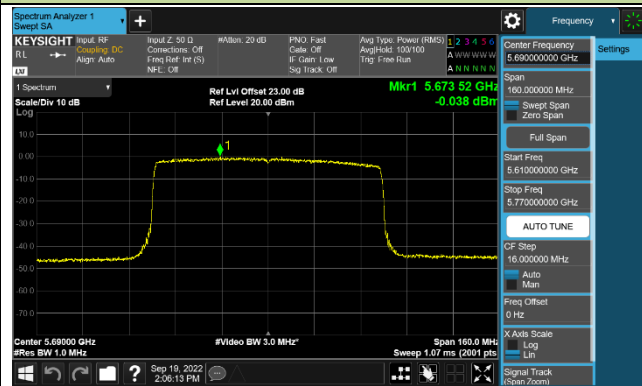 Spectrum Analyzer 1
Swept SA
Frequency
KEYSIGHT
RL
LXI
Input: RF
Coupling: DC
Align: Auto
Input Z: 50 Ω
Corrections: Off
Freq Ref: Int (S)
NFE: Off
#Atten: 20 dB
PNO: Fast
Gate: Off
IF Gain: Low
Sig Track: Off
Avg Type: Power (RMS)
Avg|Hold: 100/100
Trig: Free Run
1 2 3 4 5 6
A W W W W W
A N N N N N
1 Spectrum
Scale/Div 10 dB
Log
Ref Lvl Offset 23.00 dB
Ref Level 20.00 dBm
Mkr1 5.673 52 GHz
-0.038 dBm
1
10.0
0.00
-10.0
-20.0
-30.0
-40.0
-50.0
-60.0
-70.0
Center 5.69000 GHz
#Res BW 1.0 MHz
#Video BW 3.0 MHz*
Span 160.0 MHz
Sweep 1.07 ms (2001 pts)
Sep 19, 2022
2:06:13 PM
Center Frequency
5.690000000 GHz
Span
160.000000 MHz
Swept Span
Zero Span
Full Span
Start Freq
5.610000000 GHz
Stop Freq
5.770000000 GHz
AUTO TUNE
CF Step
16.000000 MHz
Auto
Man
Freq Offset
0 Hz
X Axis Scale
Log
Lin
Signal Track
(Span Zoom)
Settings